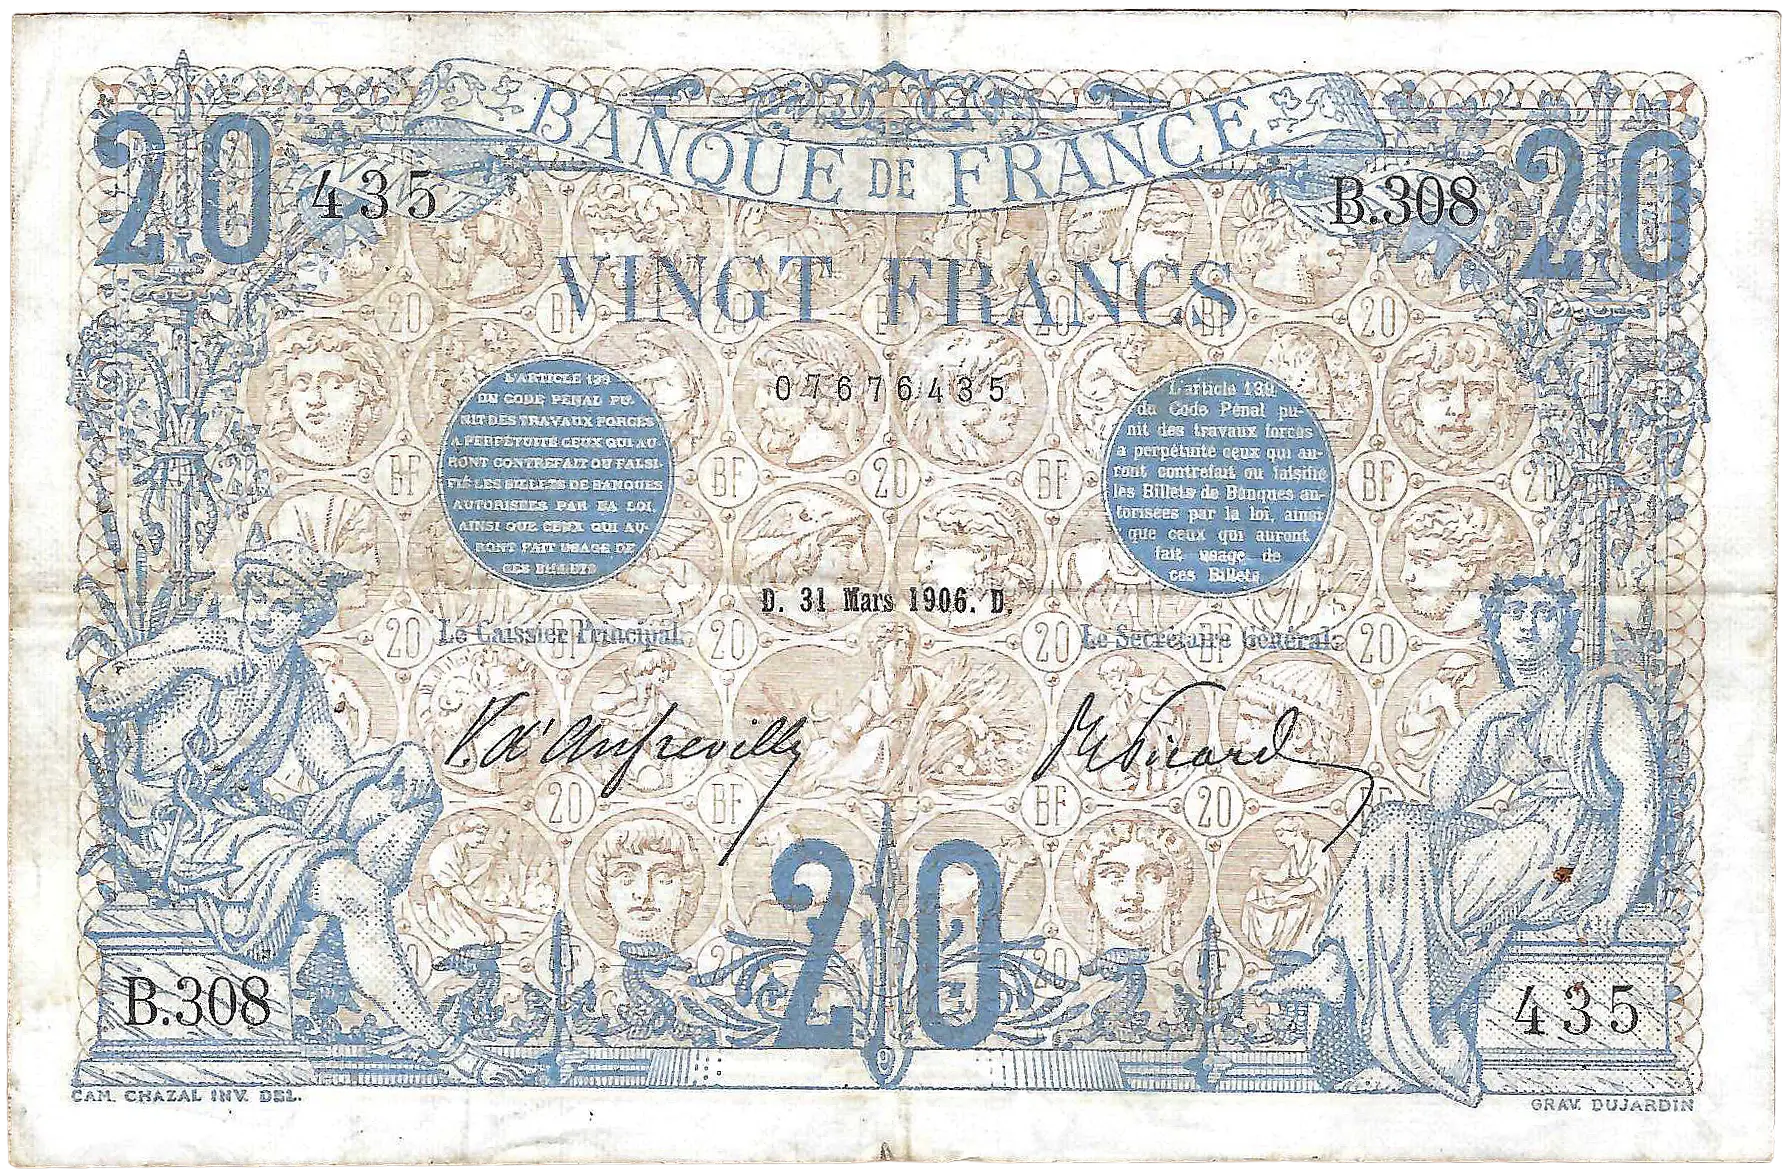 BANQUE DE FRANCE
20
20
435
B.308
VINGT FRANCS
07676435
L'ARTICLE 139
DU CODE PENAL PU-
NIT DES TRAVAUX FORCES
A PERPÉTUITÉ CEUX QUI AU-
RONT CONTREFAIT OU FALSI-
FIÉ LES BILLETS DE BANQUES
AUTORISÉES PAR LA LOI,
AINSI QUE CEUX QUI AU-
RONT FAIT USAGE DE
CES BILLETS
L'article 139
du Code Pénal pu-
nit des travaux forcés
a perpétuité ceux qui au-
ront contrefait ou falsifié
les Billets de Banques au-
torisées par la loi, ainsi
que ceux qui auront
fait usage de
ces Billets
D. 31 Mars 1906. D.
Le Caissier Principal,
Le Secrétaire Général,
V. d'Anfreville
Picard
20
B.308
435
CAM. CHAZAL INV. DEL.
GRAV. DUJARDIN